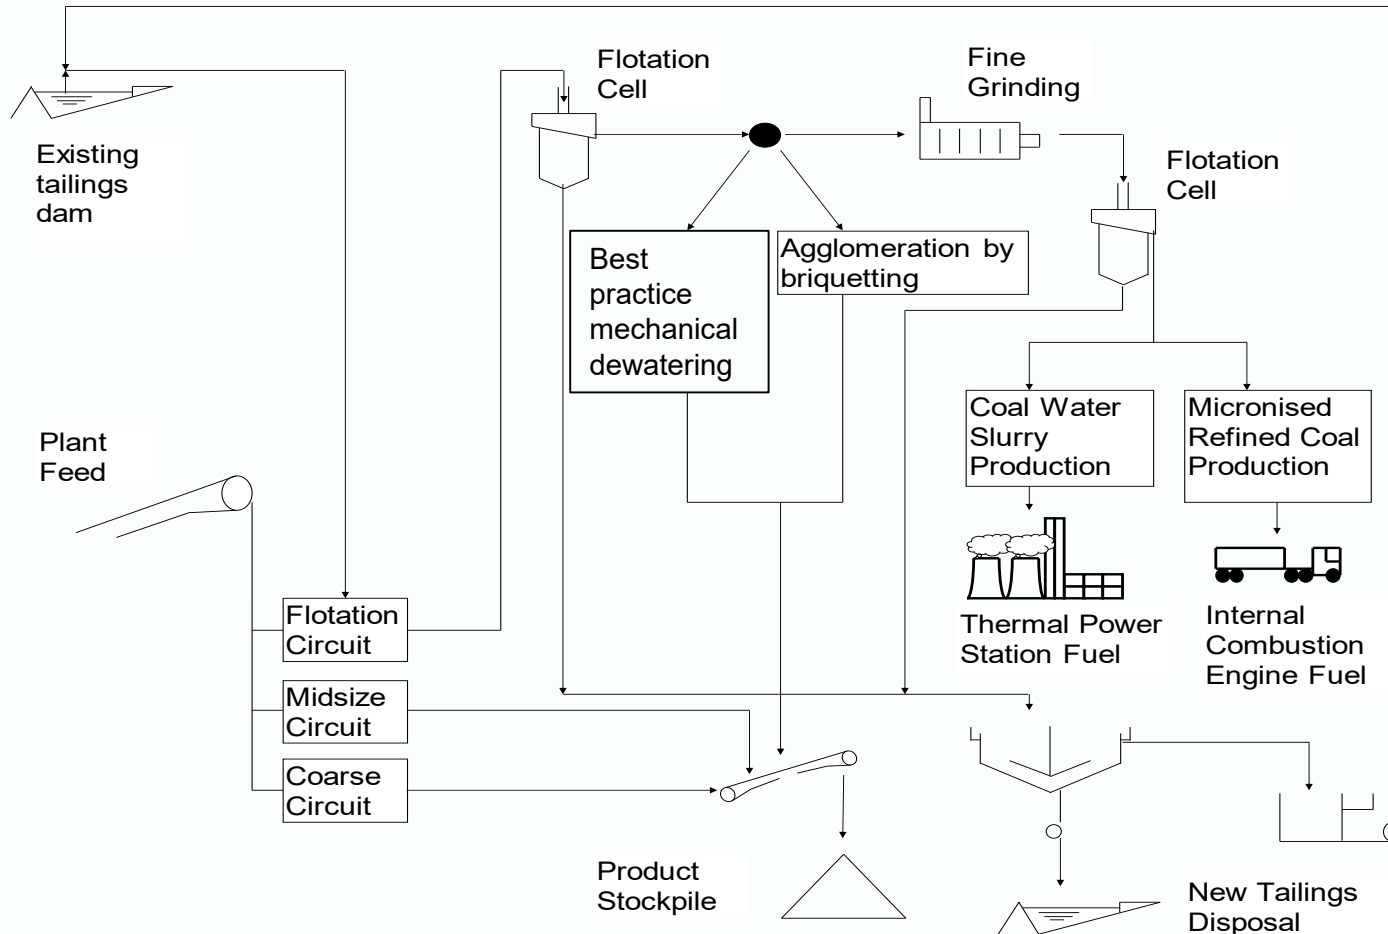 Flotation
Cell
Fine
Grinding
Existing
tailings
dam
Flotation
Cell
Best
practice
mechanical
dewatering
Agglomeration by
briquetting
Coal Water
Slurry
Production
Micronised
Refined Coal
Production
Plant
Feed
Thermal Power
Station Fuel
Internal
Combustion
Engine Fuel
Flotation
Circuit
Midsize
Circuit
Coarse
Circuit
Product
Stockpile
New Tailings
Disposal